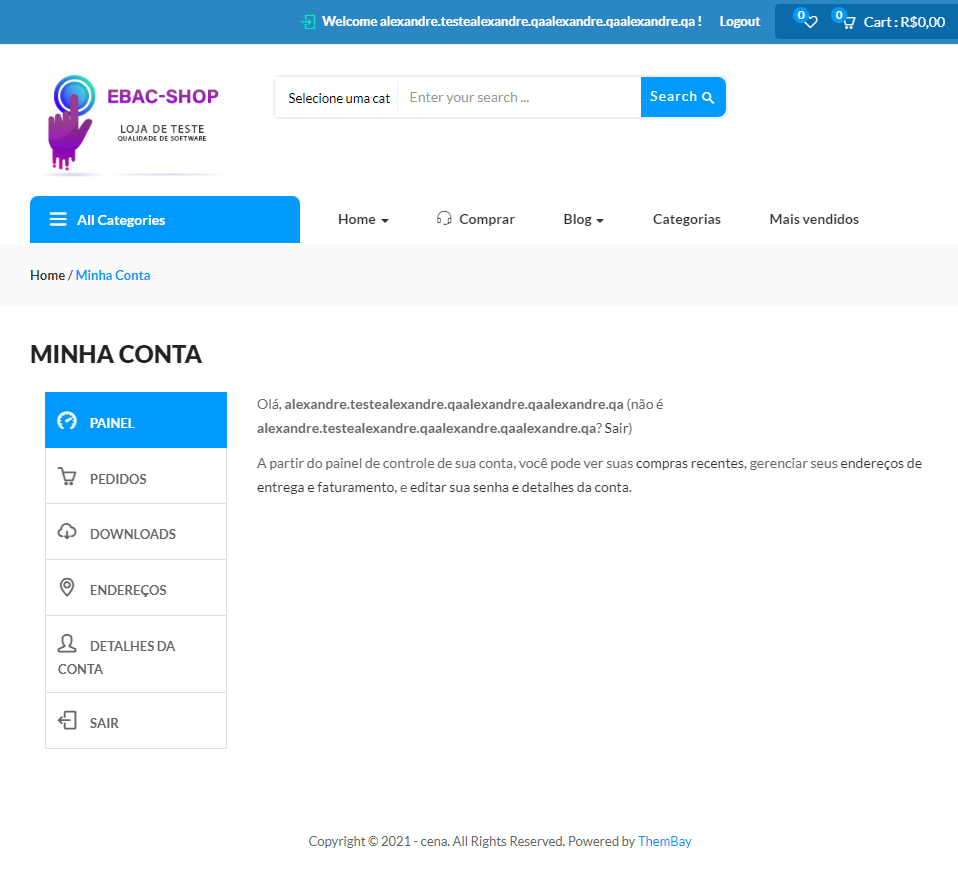 Welcome alexandre.testealexandre.qaalexandre.qaalexandre.qa ! Logout 0 0 Cart : R$0,00
EBAC-SHOP
LOJA DE TESTE
QUALIDADE DE SOFTWARE
Selecione uma cat Enter your search ... Search
All Categories Home Comprar Blog Categorias Mais vendidos
Home / Minha Conta
MINHA CONTA
PAINEL
PEDIDOS
DOWNLOADS
ENDEREÇOS
DETALHES DA
CONTA
SAIR
Olá, alexandre.testealexandre.qaalexandre.qaalexandre.qa (não é
alexandre.testealexandre.qaalexandre.qaalexandre.qa? Sair)
A partir do painel de controle de sua conta, você pode ver suas compras recentes, gerenciar seus endereços de
entrega e faturamento, e editar sua senha e detalhes da conta.
Copyright © 2021 - cena. All Rights Reserved. Powered by ThemBay